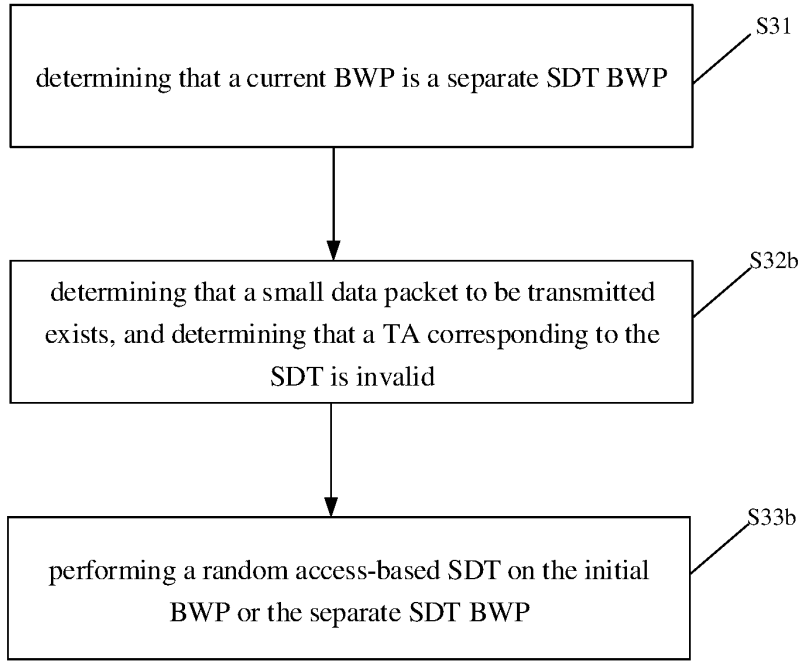 S31
determining that a current BWP is a separate SDT BWP
S32b
determining that a small data packet to be transmitted
exists, and determining that a TA corresponding to the
SDT is invalid
S33b
performing a random access-based SDT on the initial
BWP or the separate SDT BWP